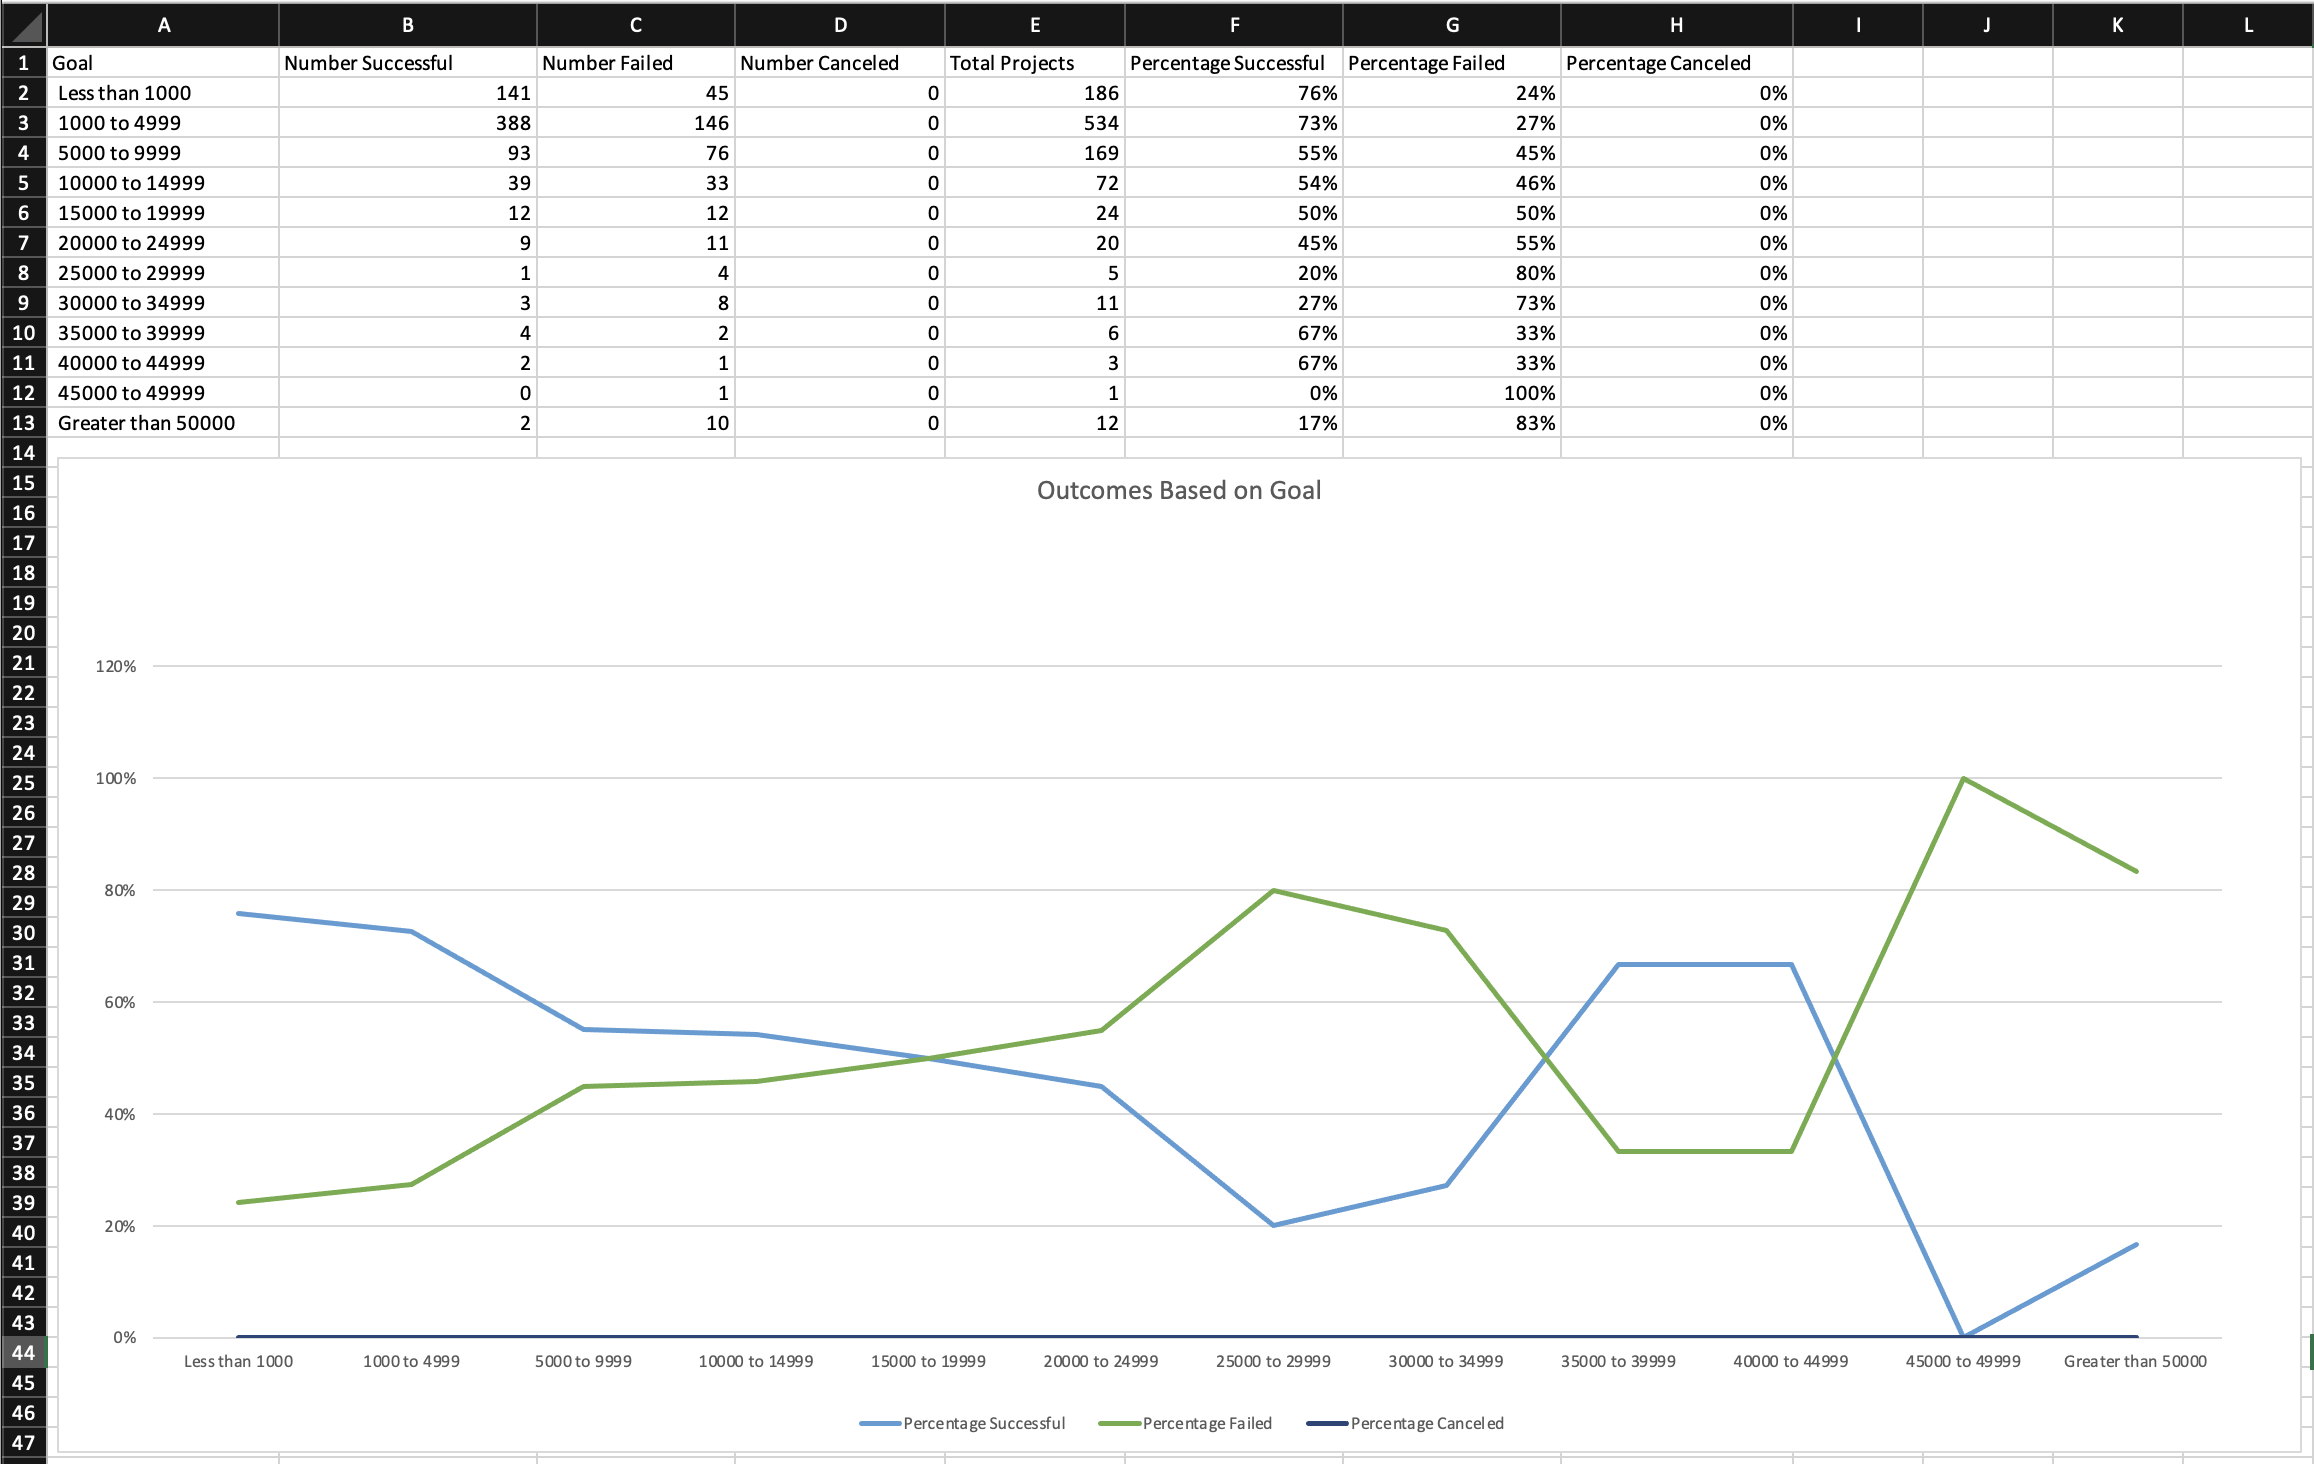 A B C D E F G H I J K L
1 Goal Number Successful Number Failed Number Canceled Total Projects Percentage Successful Percentage Failed Percentage Canceled
2 Less than 1000 141 45 0 186 76% 24% 0%
3 1000 to 4999 388 146 0 534 73% 27% 0%
4 5000 to 9999 93 76 0 169 55% 45% 0%
5 10000 to 14999 39 33 0 72 54% 46% 0%
6 15000 to 19999 12 12 0 24 50% 50% 0%
7 20000 to 24999 9 11 0 20 45% 55% 0%
8 25000 to 29999 1 4 0 5 20% 80% 0%
9 30000 to 34999 3 8 0 11 27% 73% 0%
10 35000 to 39999 4 2 0 6 67% 33% 0%
11 40000 to 44999 2 1 0 3 67% 33% 0%
12 45000 to 49999 0 1 0 1 0% 100% 0%
13 Greater than 50000 2 10 0 12 17% 83% 0%
14
15
16
17
18
19
20
21
22
23
24
25
26
27
28
29
30
31
32
33
34
35
36
37
38
39
40
41
42
43
44
45
46
47
Outcomes Based on Goal
120%
100%
80%
60%
40%
20%
0%
Less than 1000 1000 to 4999 5000 to 9999 10000 to 14999 15000 to 19999 20000 to 24999 25000 to 29999 30000 to 34999 35000 to 39999 40000 to 44999 45000 to 49999 Greater than 50000
Percentage Successful Percentage Failed Percentage Canceled